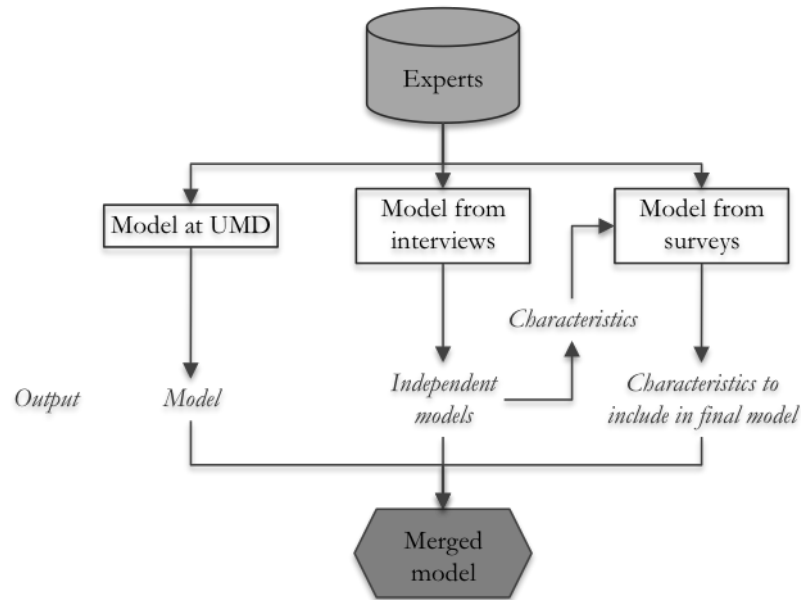 Experts
Model at UMD
Model from
interviews
Model from
surveys
Characteristics
Output
Model
Independent
models
Characteristics to
include in final model
Merged
model